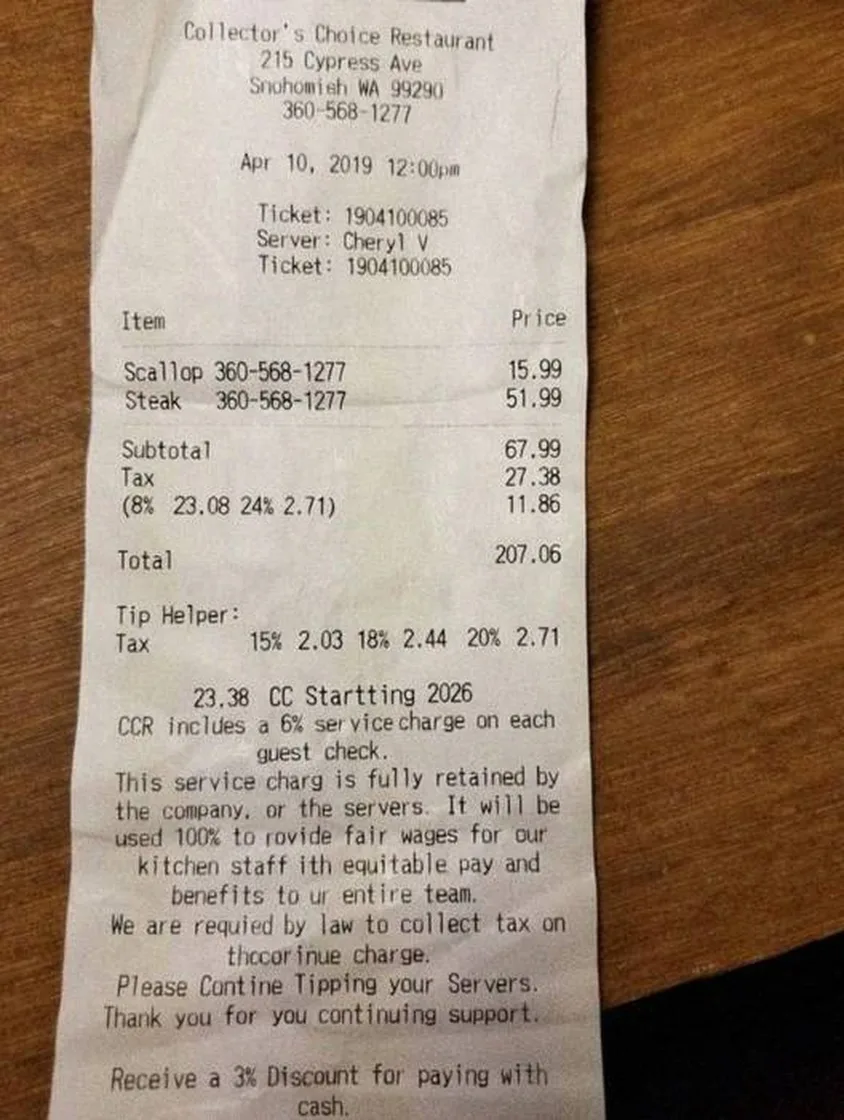 Collector's Choice Restaurant
215 Cypress Ave
Snohomish WA 99290
360-568-1277
Apr 10, 2019 12:00pm
Ticket: 1904100085
Server: Cheryl V
Ticket: 1904100085
Item Price
Scallop 360-568-1277 15.99
Steak 360-568-1277 51.99
Subtotal 67.99
Tax 27.38
(8% 23.08 24% 2.71) 11.86
Total 207.06
Tip Helper:
Tax 15% 2.03 18% 2.44 20% 2.71
23.38 CC Startting 2026
CCR includes a 6% service charge on each
guest check.
This service charg is fully retained by
the company, or the servers. It will be
used 100% to rovide fair wages for our
kitchen staff ith equitable pay and
benefits to ur entire team.
We are requied by law to collect tax on
thccorinue charge.
Please Contine Tipping your Servers.
Thank you for you continuing support.
Receive a 3% Discount for paying with
cash.